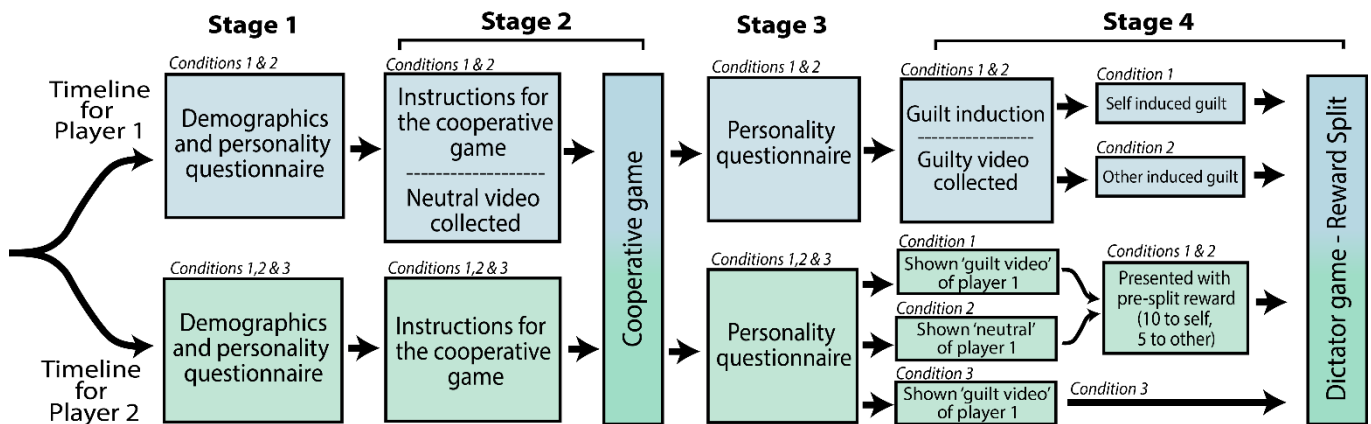 Stage 1
Stage 2
Stage 3
Stage 4
Timeline
for
Player 1
Conditions 1 & 2
Demographics
and personality
questionnaire
Conditions 1 & 2
Instructions for
the cooperative
game
Neutral video
collected
Cooperative game
Conditions 1 & 2
Personality
questionnaire
Conditions 1 & 2
Guilt induction
Guilty video
collected
Condition 1
Self induced guilt
Condition 2
Other induced guilt
Dictator game - Reward Split
Timeline
for
Player 2
Conditions 1,2 & 3
Demographics
and personality
questionnaire
Conditions 1,2 & 3
Instructions for
the cooperative
game
Conditions 1,2 & 3
Personality
questionnaire
Condition 1
Shown 'guilt video'
of player 1
Condition 2
Shown 'neutral'
of player 1
Condition 3
Shown 'guilt video'
of player 1
Conditions 1 & 2
Presented with
pre-split reward
(10 to self,
5 to other)
Condition 3